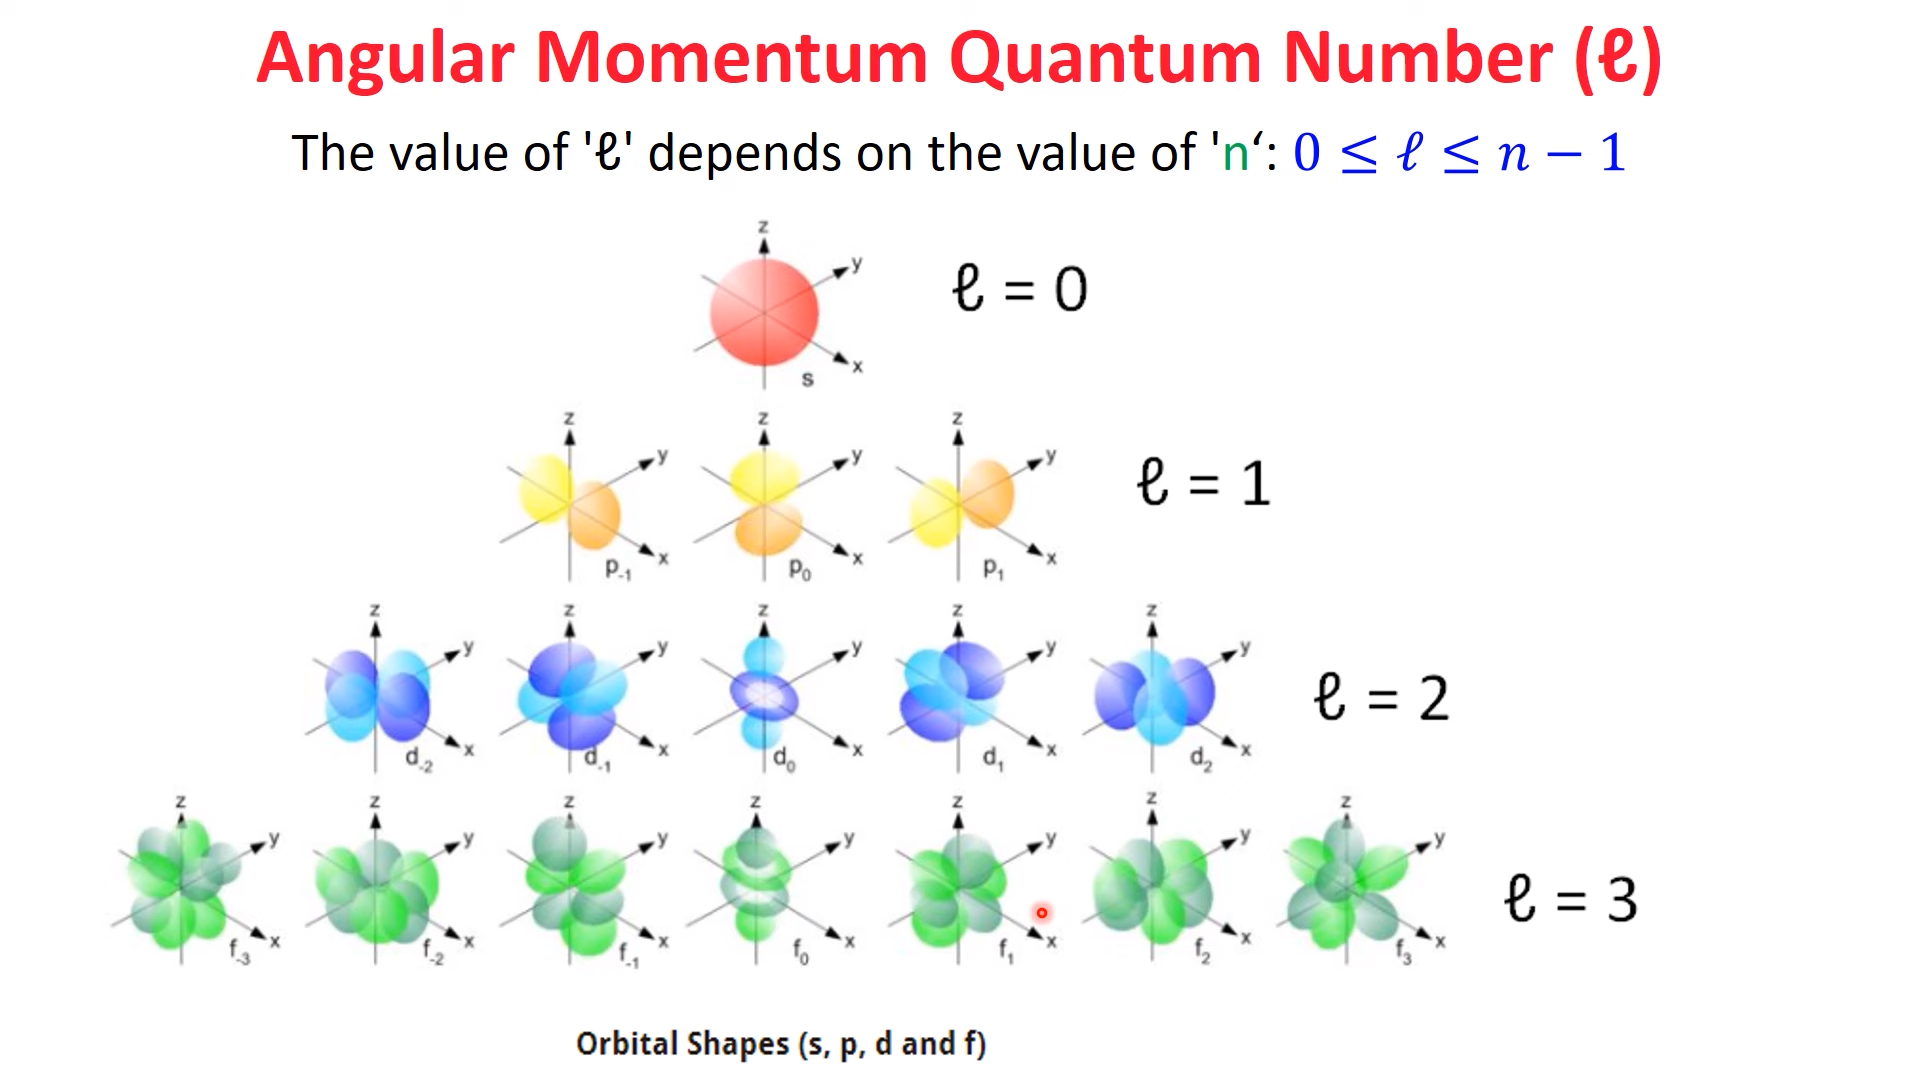 Angular Momentum Quantum Number (ℓ)
The value of 'ℓ' depends on the value of 'n‘: 0 ≤ ℓ ≤ n − 1
z
y
x
s
ℓ = 0
z z z
y y y
x x x
p₋₁ p₀ p₁
ℓ = 1
z z z z z
y y y y y
x x x x x
d₋₂ d₋₁ d₀ d₁ d₂
ℓ = 2
z z z z z z z
y y y y y y y
x x x x x x x
f₋₃ f₋₂ f₋₁ f₀ f₁ f₂ f₃
ℓ = 3
Orbital Shapes (s, p, d and f)